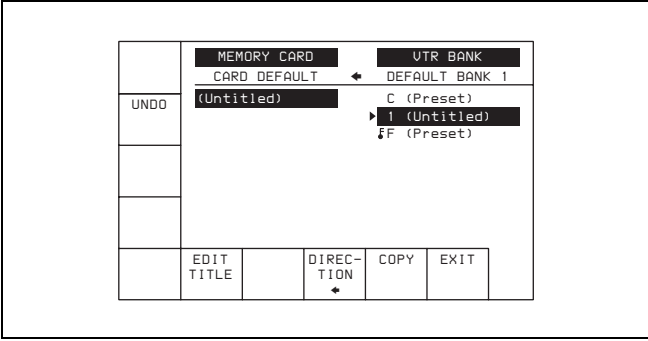 MEMORY CARD VTR BANK
CARD DEFAULT ← DEFAULT BANK 1
UNDO (Untitled) C (Preset)
▶ 1 (Untitled)
F (Preset)
EDIT DIREC- COPY EXIT
TITLE TION
←